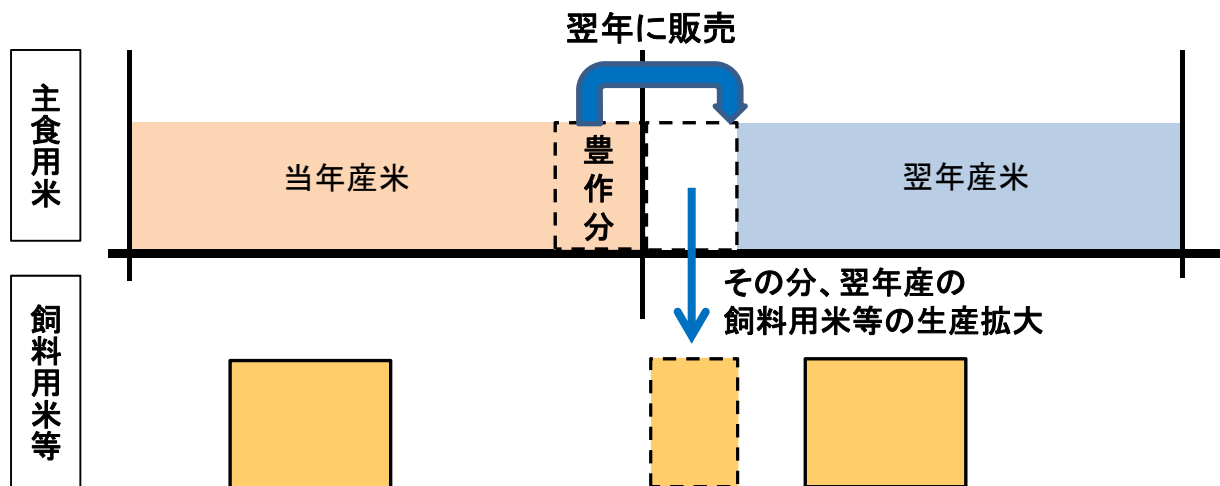 翌年に販売
主食用米
当年産米
豊作分
翌年産米
その分、翌年産の
飼料用米等の生産拡大
飼料用米等